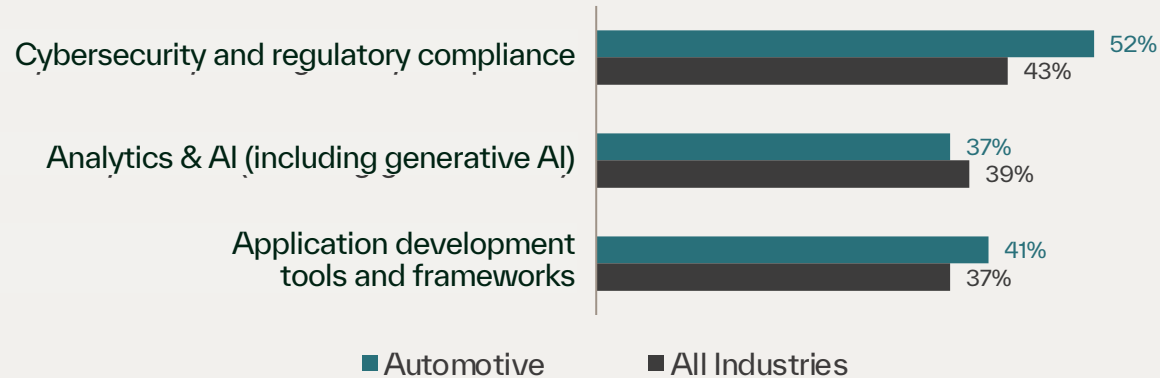 Cybersecurity and regulatory compliance
52%
43%
Analytics & AI (including generative AI)
37%
39%
Application development
tools and frameworks
41%
37%
Automotive
All Industries